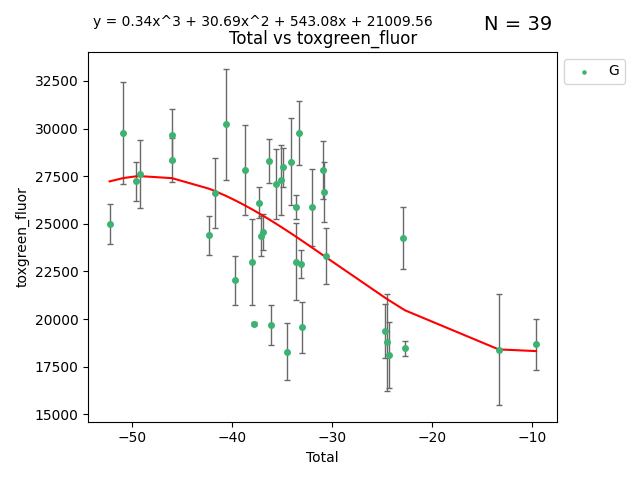 y = 0.34x^3 + 30.69x^2 + 543.08x + 21009.56
N = 39
Total vs toxgreen_fluor
G
32500
30000
27500
25000
22500
20000
17500
15000
toxgreen_fluor
−50
−40
−30
−20
−10
Total